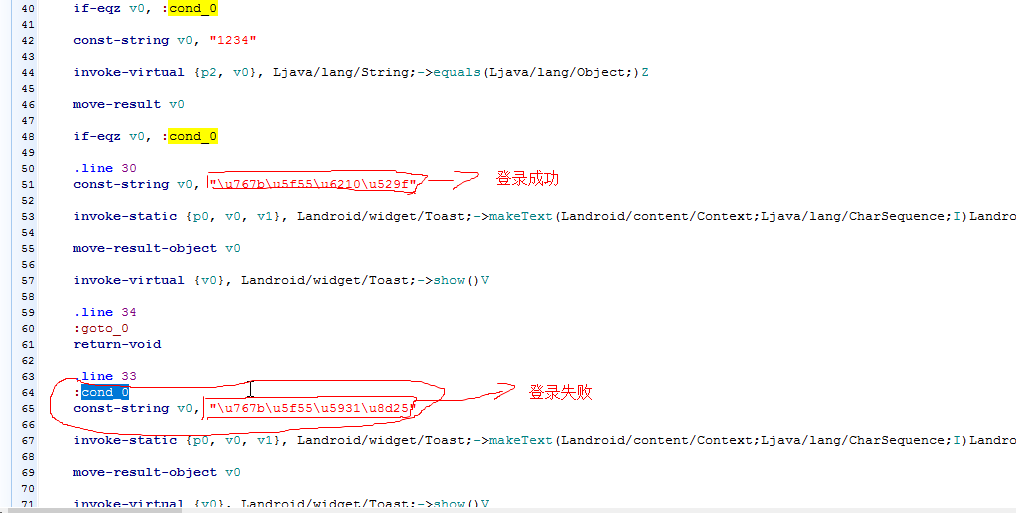 40 if-eqz v0, :cond_0
41
42 const-string v0, "1234"
43
44 invoke-virtual {p2, v0}, Ljava/lang/String;->equals(Ljava/lang/Object;)Z
45
46 move-result v0
47
48 if-eqz v0, :cond_0
49
50 .line 30
51 const-string v0, "\u767b\u5f55\u6210\u529f" 登录成功
52
53 invoke-static {p0, v0, v1}, Landroid/widget/Toast;->makeText(Landroid/content/Context;Ljava/lang/CharSequence;I)Landro
54
55 move-result-object v0
56
57 invoke-virtual {v0}, Landroid/widget/Toast;->show()V
58
59 .line 34
60 :goto_0
61 return-void
62
63 .line 33
64 :cond_0
65 const-string v0, "\u767b\u5f55\u5931\u8d25" 登录失败
66
67 invoke-static {p0, v0, v1}, Landroid/widget/Toast;->makeText(Landroid/content/Context;Ljava/lang/CharSequence;I)Landro
68
69 move-result-object v0
70
71 invoke-virtual {v0}, Landroid/widget/Toast;->show()V